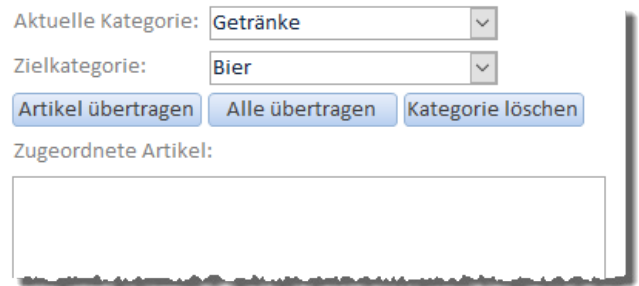 Aktuelle Kategorie: Getränke
Zielkategorie: Bier
Artikel übertragen Alle übertragen Kategorie löschen
Zugeordnete Artikel: